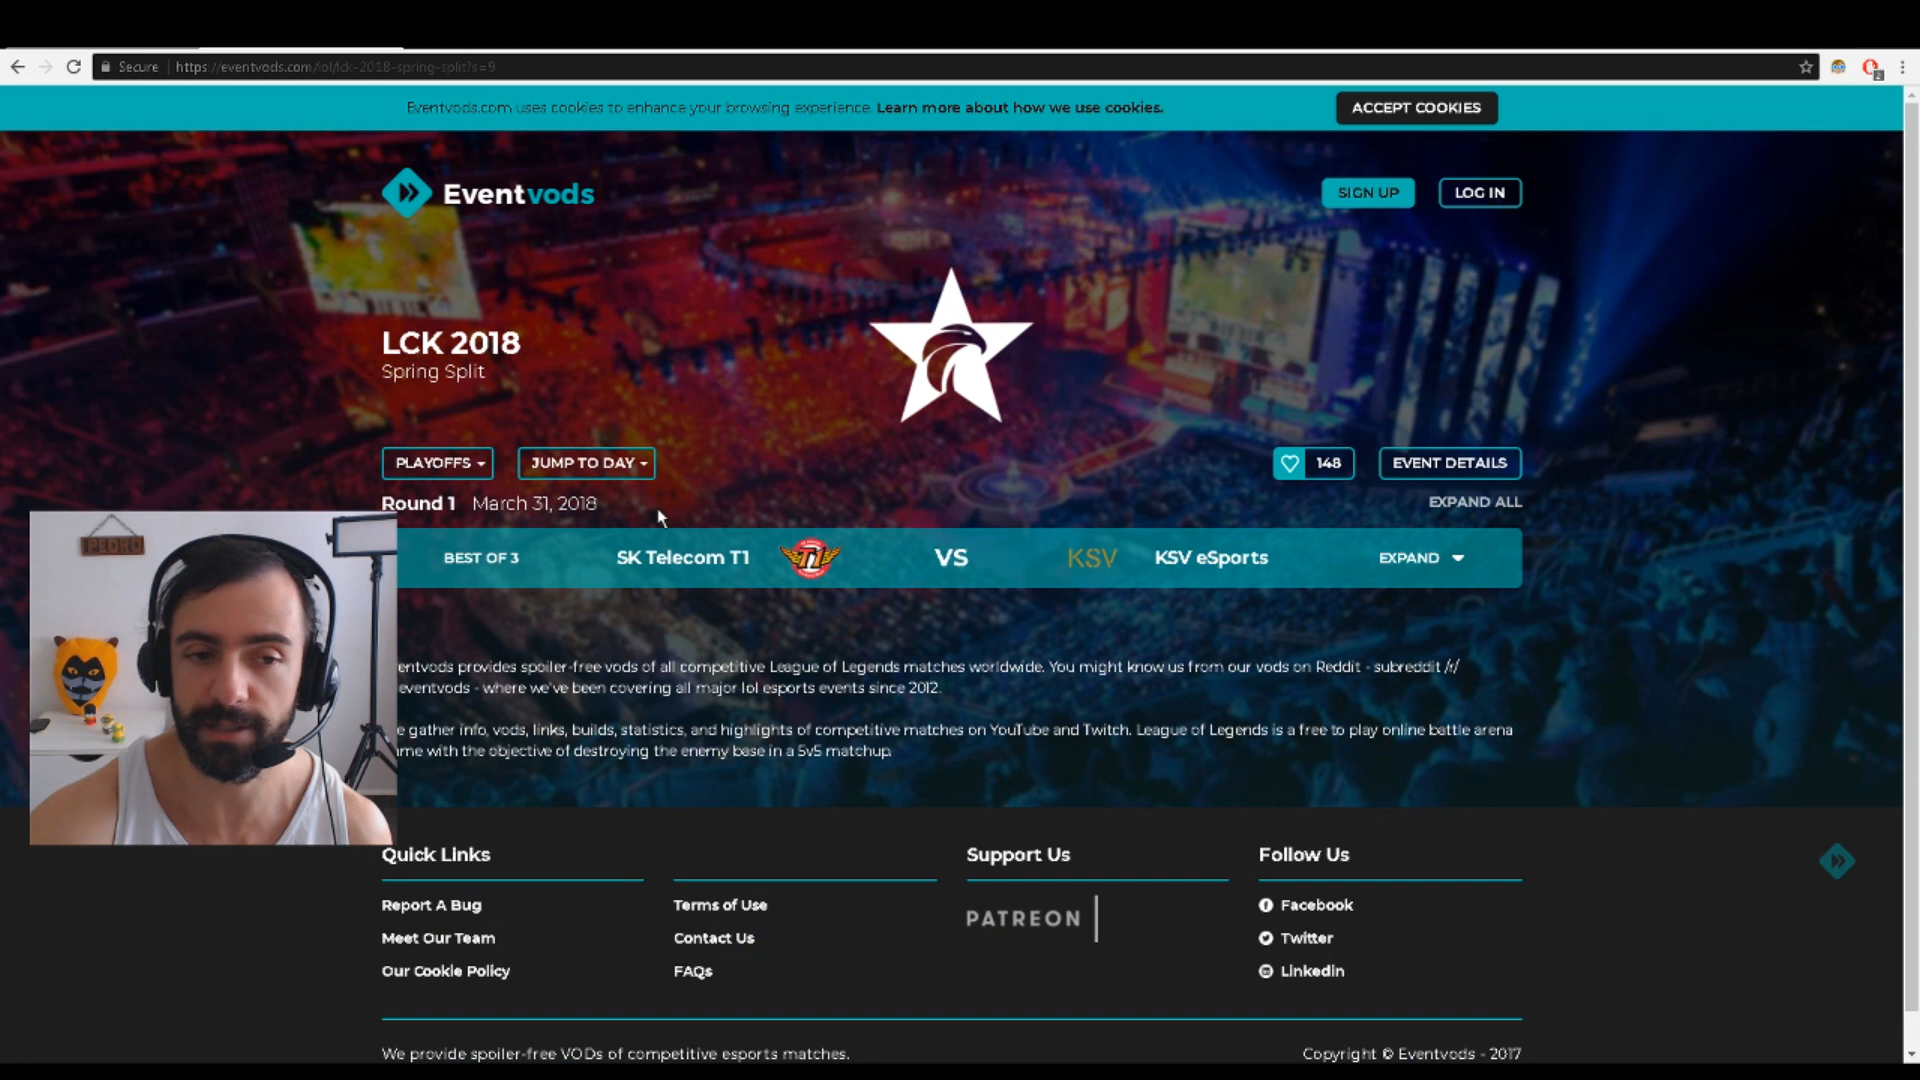 Secure
https://eventvods.com/lol/lck-2018-spring-split?s=9
2
Eventvods.com uses cookies to enhance your browsing experience. Learn more about how we use cookies.
ACCEPT COOKIES
Eventvods
SIGN UP
LOG IN
LCK 2018
Spring Split
PLAYOFFS
JUMP TO DAY
148
EVENT DETAILS
Round 1 March 31, 2018
EXPAND ALL
BEST OF 3
SK Telecom T1
T1
VS
KSV
KSV eSports
EXPAND
PEDRO
entvods provides spoiler-free vods of all competitive League of Legends matches worldwide. You might know us from our vods on Reddit - subreddit /r/
eventvods - where we've been covering all major lol esports events since 2012.
e gather info, vods, links, builds, statistics, and highlights of competitive matches on YouTube and Twitch. League of Legends is a free to play online battle arena
me with the objective of destroying the enemy base in a 5v5 matchup.
Quick Links
Report A Bug
Meet Our Team
Our Cookie Policy
Terms of Use
Contact Us
FAQs
Support Us
PATREON
Follow Us
Facebook
Twitter
Linkedin
We provide spoiler-free VODs of competitive esports matches.
Copyright © Eventvods - 2017